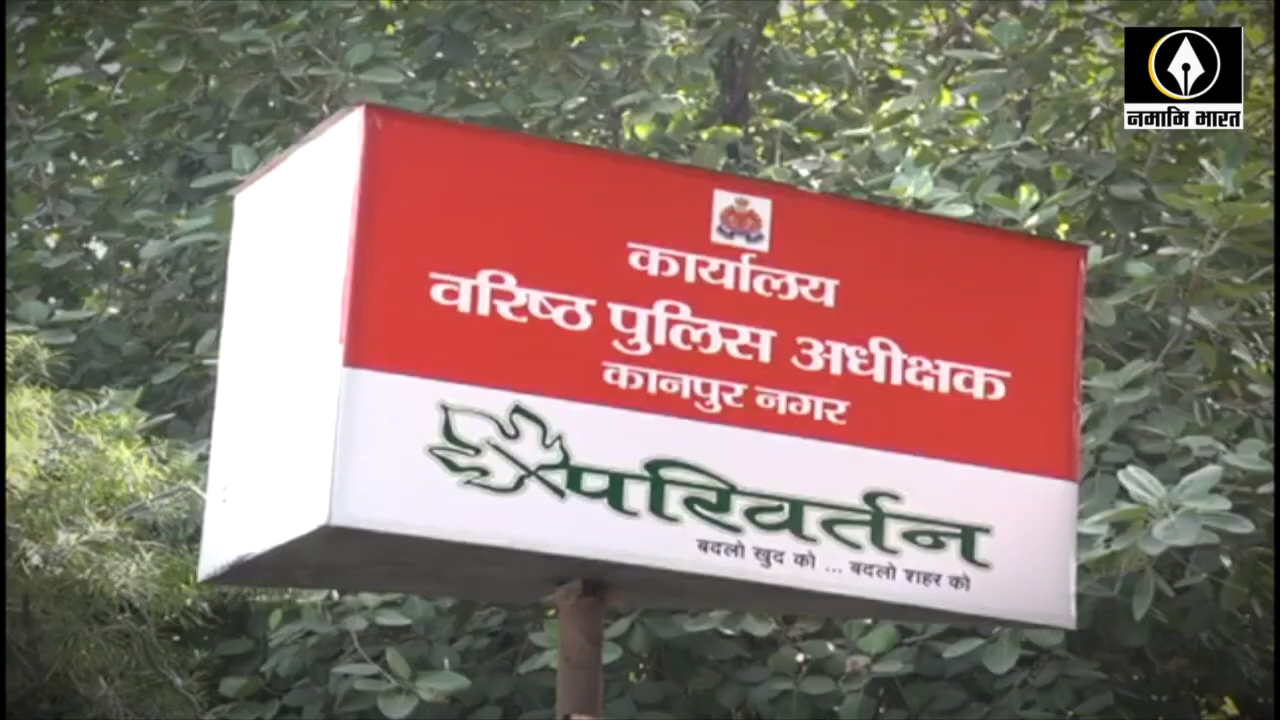 नमामि भारत
कार्यालय
वरिष्ठ पुलिस अधीक्षक
कानपुर नगर
परिवर्तन
बदलो खुद को ... बदलो शहर को